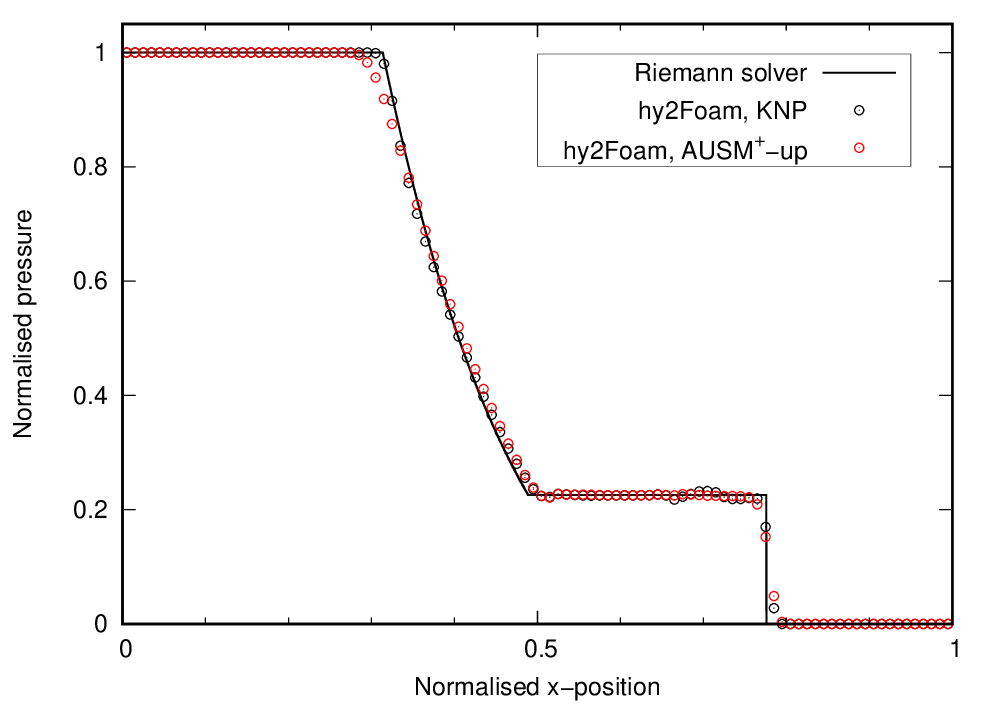 Riemann solver
hy2Foam, KNP
hy2Foam, AUSM⁺−up
1
0.8
0.6
0.4
0.2
0
Normalised pressure
0 0.5 1
Normalised x−position